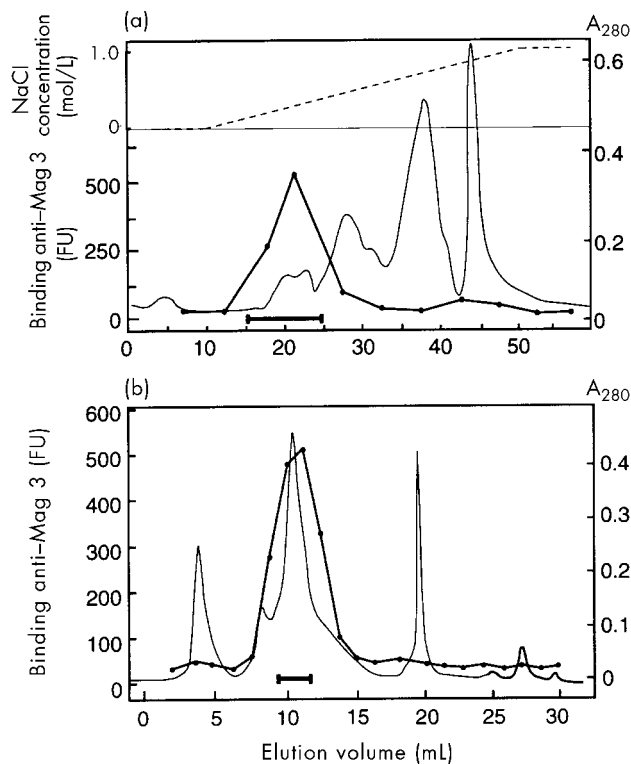 (a)
A280
NaCl concentration (mol/L)
1.0
0
Binding anti–Mag 3 (FU)
500
250
0
0.6
0.4
0.2
0
0 10 20 30 40 50
(b)
A280
Binding anti–Mag 3 (FU)
600
500
400
300
200
100
0
0.4
0.3
0.2
0.1
0
0 5 10 15 20 25 30
Elution volume (mL)